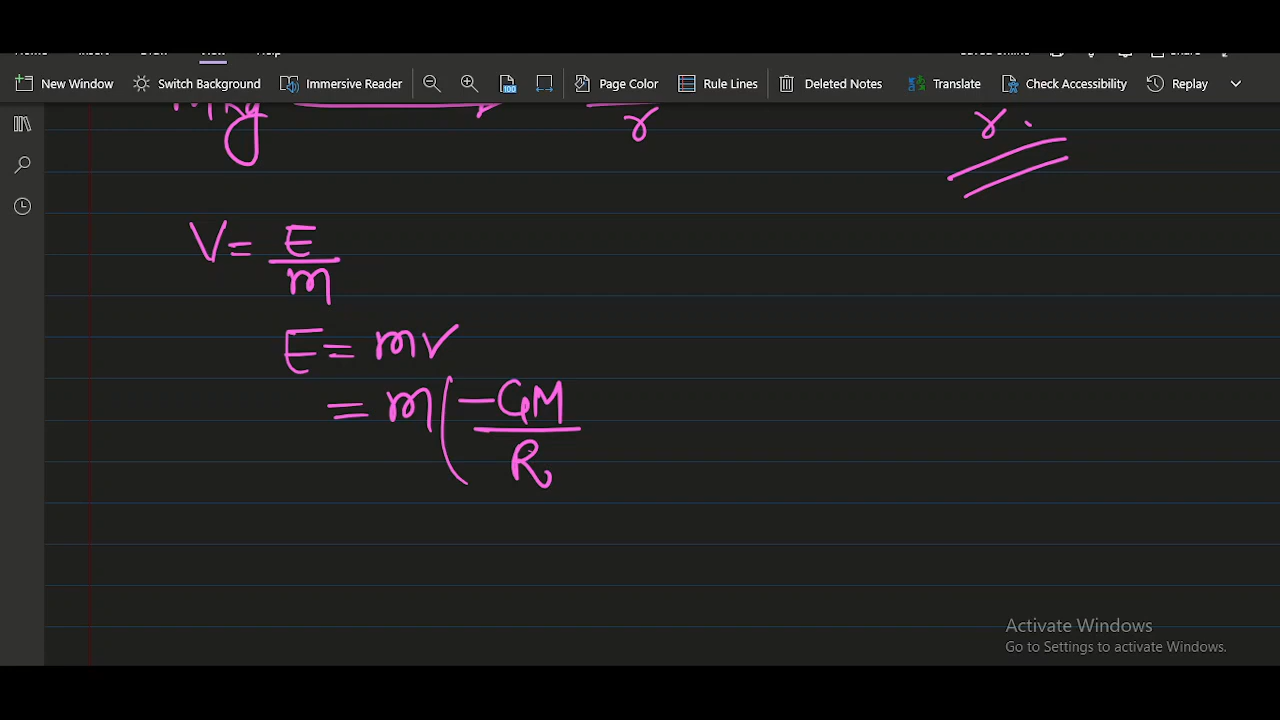 New Window Switch Background Immersive Reader 100 Page Color Rule Lines Deleted Notes Translate Check Accessibility Replay
r r.
V = E/m
E = mv
= m(-GM/R
Activate Windows
Go to Settings to activate Windows.